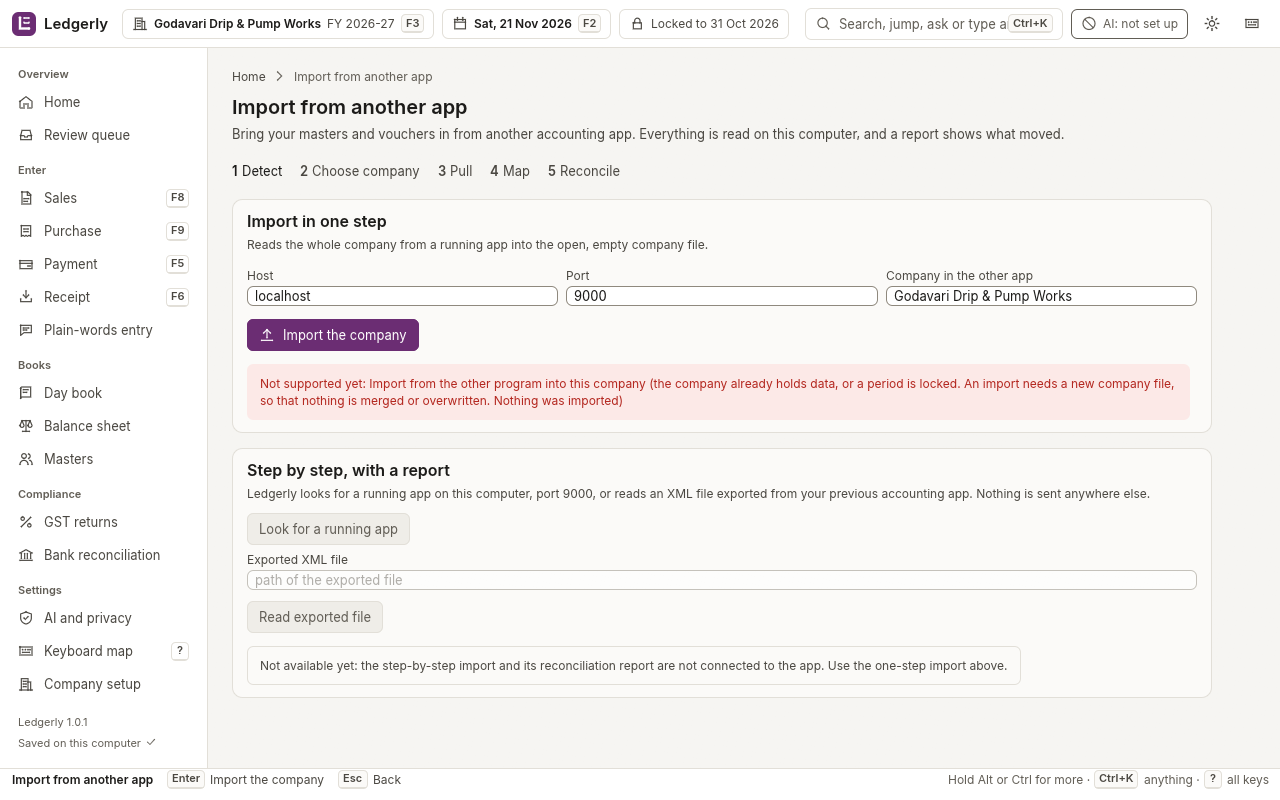 Ledgerly
Godavari Drip & Pump Works FY 2026-27 F3
Sat, 21 Nov 2026 F2
Locked to 31 Oct 2026
Search, jump, ask or type a Ctrl+K
AI: not set up
Overview
Home
Review queue
Enter
Sales F8
Purchase F9
Payment F5
Receipt F6
Plain-words entry
Books
Day book
Balance sheet
Masters
Compliance
GST returns
Bank reconciliation
Settings
AI and privacy
Keyboard map ?
Company setup
Ledgerly 1.0.1
Saved on this computer
Home Import from another app
Import from another app
Bring your masters and vouchers in from another accounting app. Everything is read on this computer, and a report shows what moved.
1 Detect 2 Choose company 3 Pull 4 Map 5 Reconcile
Import in one step
Reads the whole company from a running app into the open, empty company file.
Host Port Company in the other app
localhost 9000 Godavari Drip & Pump Works
Import the company
Not supported yet: Import from the other program into this company (the company already holds data, or a period is locked. An import needs a new company file,
so that nothing is merged or overwritten. Nothing was imported)
Step by step, with a report
Ledgerly looks for a running app on this computer, port 9000, or reads an XML file exported from your previous accounting app. Nothing is sent anywhere else.
Look for a running app
Exported XML file
path of the exported file
Read exported file
Not available yet: the step-by-step import and its reconciliation report are not connected to the app. Use the one-step import above.
Import from another app Enter Import the company Esc Back
Hold Alt or Ctrl for more · Ctrl+K anything · ? all keys